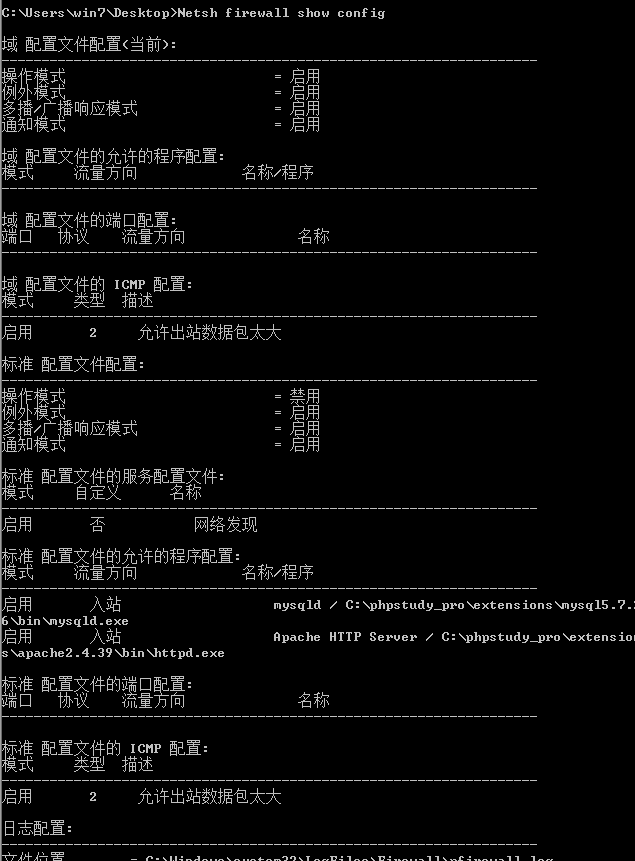 C:\Users\win7\Desktop>Netsh firewall show config
域 配置文件配置(当前):
-------------------------------------------------------------------
操作模式 = 启用
例外模式 = 启用
多播/广播响应模式 = 启用
通知模式 = 启用
域 配置文件的允许的程序配置:
模式 流量方向 名称/程序
-------------------------------------------------------------------
域 配置文件的端口配置:
端口 协议 流量方向 名称
-------------------------------------------------------------------
域 配置文件的 ICMP 配置:
模式 类型 描述
-------------------------------------------------------------------
启用 2 允许出站数据包太大
标准 配置文件配置:
-------------------------------------------------------------------
操作模式 = 禁用
例外模式 = 启用
多播/广播响应模式 = 启用
通知模式 = 启用
标准 配置文件的服务配置文件:
模式 自定义 名称
-------------------------------------------------------------------
启用 否 网络发现
标准 配置文件的允许的程序配置:
模式 流量方向 名称/程序
-------------------------------------------------------------------
启用 入站 mysqld / C:\phpstudy_pro\extensions\mysql5.7.2
6\bin\mysqld.exe
启用 入站 Apache HTTP Server / C:\phpstudy_pro\extension
s\apache2.4.39\bin\httpd.exe
标准 配置文件的端口配置:
端口 协议 流量方向 名称
-------------------------------------------------------------------
标准 配置文件的 ICMP 配置:
模式 类型 描述
-------------------------------------------------------------------
启用 2 允许出站数据包太大
日志配置:
-------------------------------------------------------------------
文件位置 = C:\Windows\system32\LogFiles\Firewall\pfirewall.log